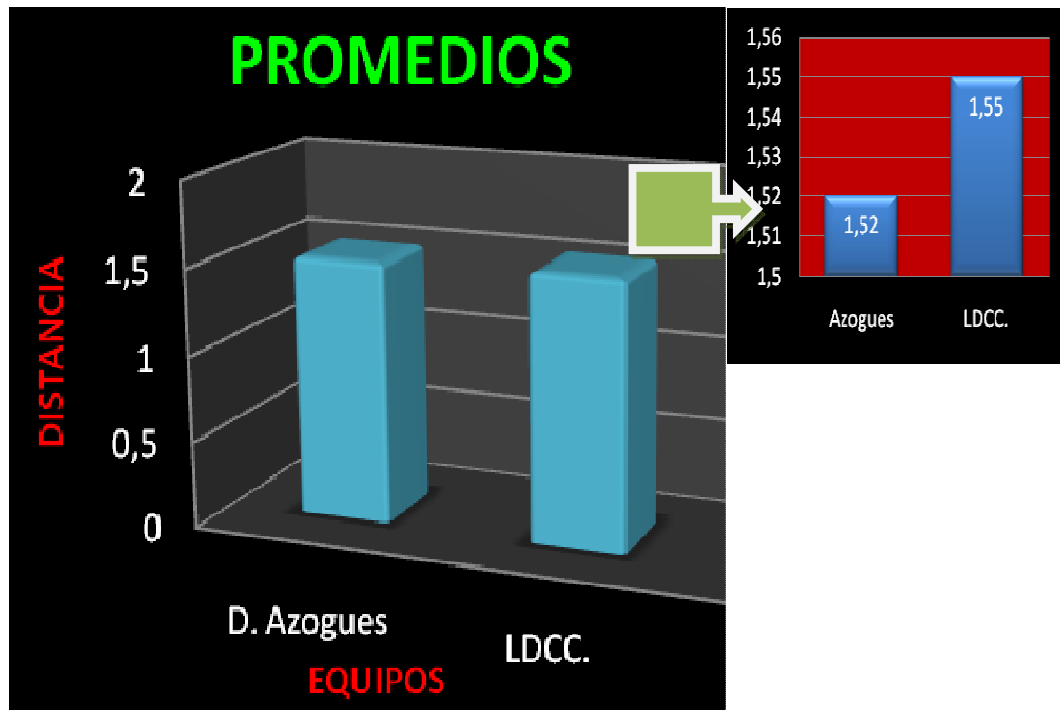 PROMEDIOS
DISTANCIA
2
1,5
1
0,5
0
D. Azogues
LDCC.
EQUIPOS
1,56
1,55
1,54
1,53
1,52
1,51
1,5
1,52
1,55
Azogues
LDCC.